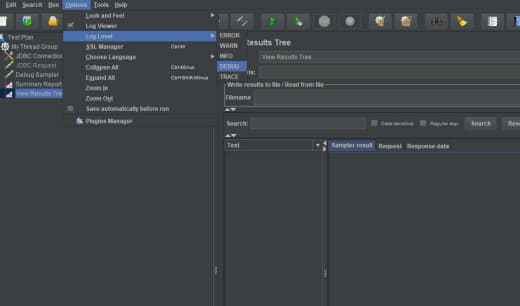 Edit Search Run Options Tools Help
Look and Feel
Log Viewer
Log Level
SSL Manager Ctrl-M
Choose Language
Collapse All Ctrl-Minus
Expand All Ctrl+Shift-Minus
Zoom In
Zoom Out
Save automatically before run
Plugins Manager
ERROR
WARN
INFO
DEBUG
TRACE
Test Plan
My Thread Group
JDBC Connection
JDBC Request
Debug Sampler
Summary Report
View Results Tre
Results Tree
View Results Tree
ts:
Write results to file / Read from file
Filename
Search: Case sensitive Regular exp. Search Rese
Text
Sampler result Request Response data